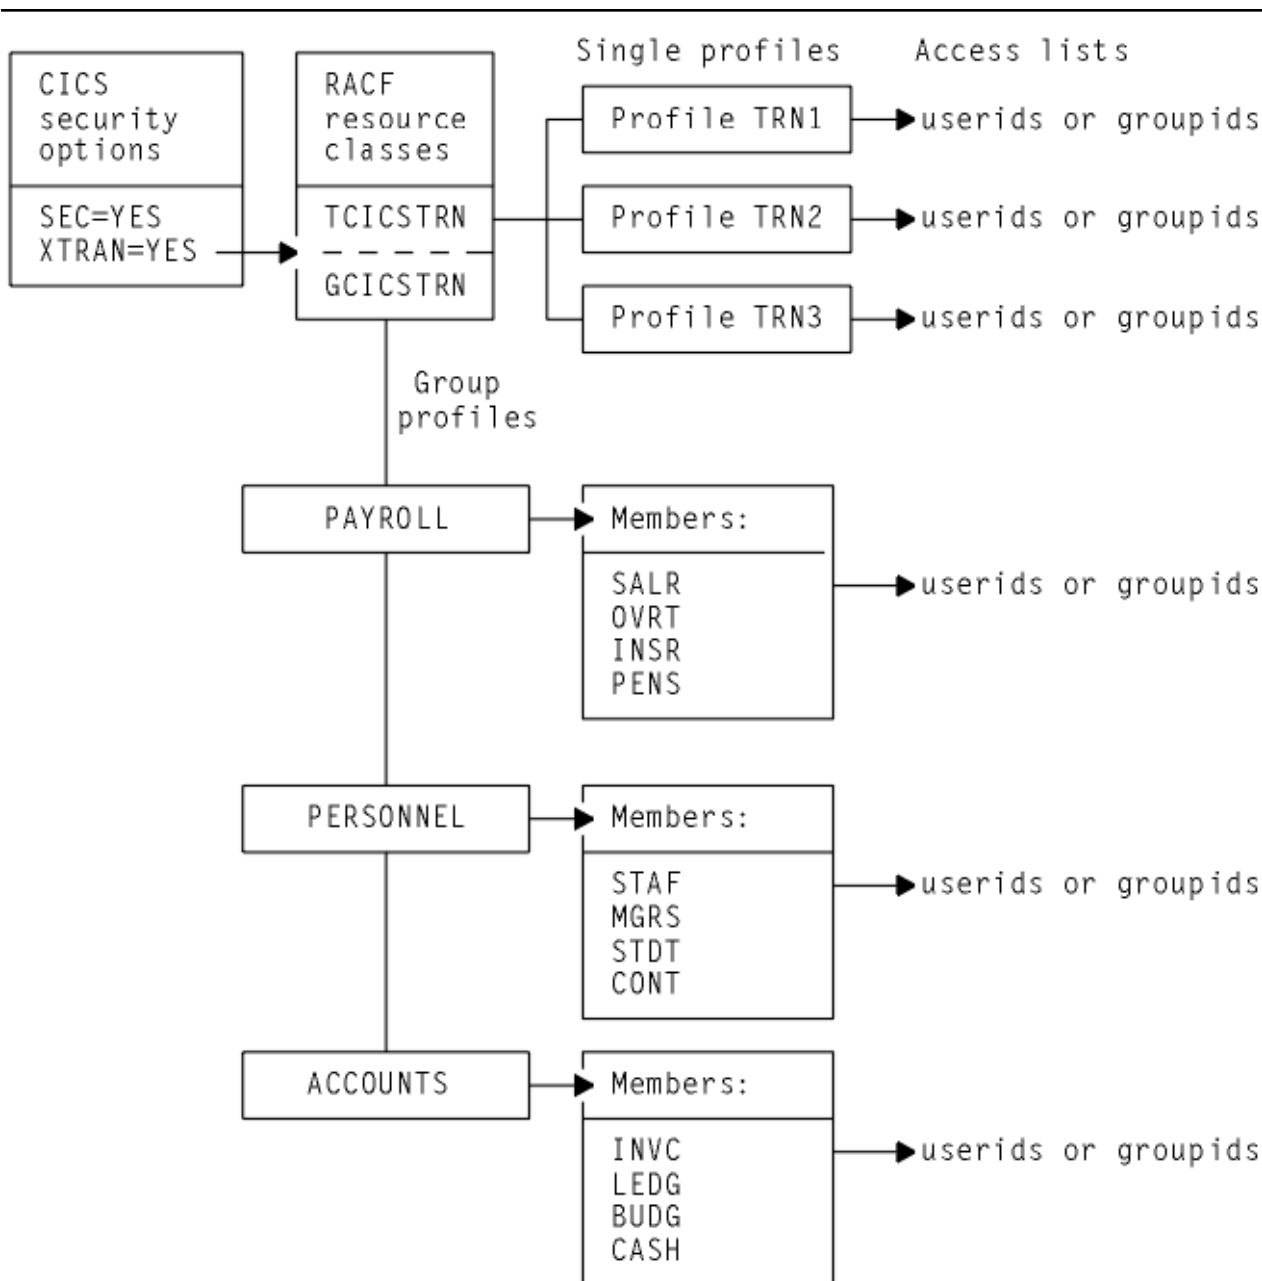 Single profiles
Access lists
CICS
security
options
SEC=YES
XTRAN=YES
RACF
resource
classes
TCICSTRN
GCICSTRN
Profile TRN1
userids or groupids
Profile TRN2
userids or groupids
Profile TRN3
userids or groupids
Group
profiles
PAYROLL
Members:
SALR
OVRT
INSR
PENS
userids or groupids
PERSONNEL
Members:
STAF
MGRS
STDT
CONT
userids or groupids
ACCOUNTS
Members:
INVC
LEDG
BUDG
CASH
userids or groupids